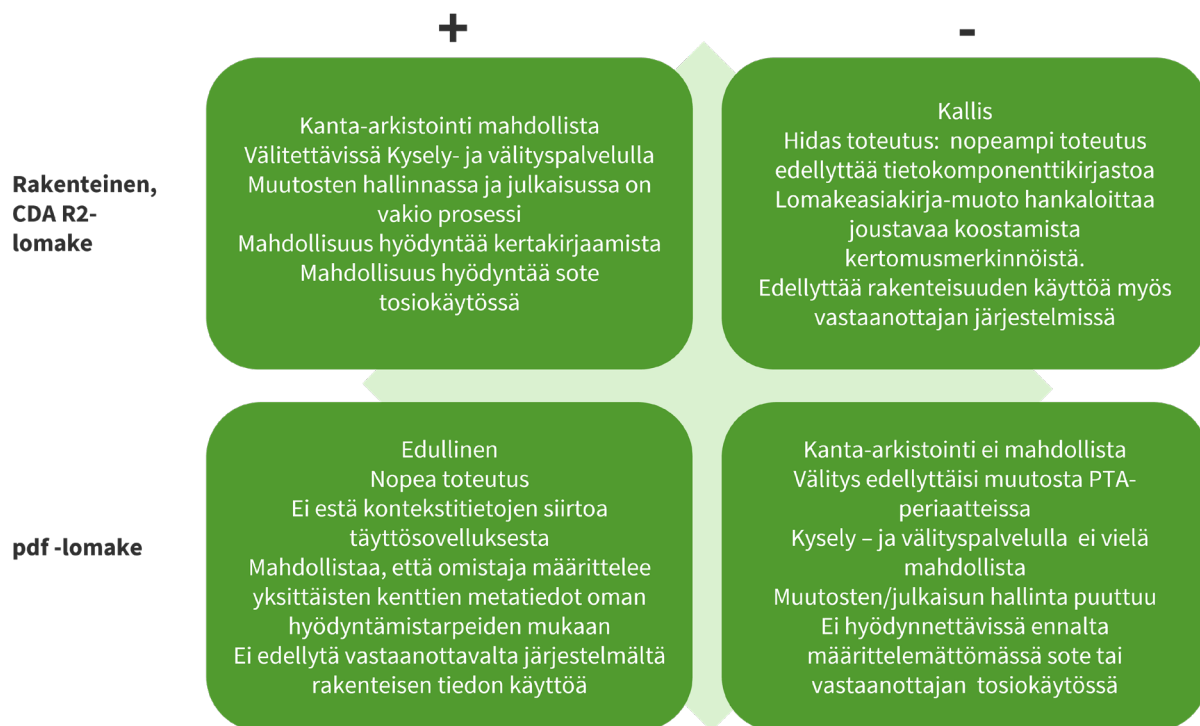 +
-
Rakenteinen,
CDA R2-
lomake
Kanta-arkistointi mahdollista
Välitettävissä Kysely- ja välityspalvelulla
Muutosten hallinnassa ja julkaisussa on
vakio prosessi
Mahdollisuus hyödyntää kertakirjaamista
Mahdollisuus hyödyntää sote
tosiokäytössä
Kallis
Hidas toteutus:  nopeampi toteutus
edellyttää tietokomponenttikirjastoa
Lomakeasiakirja-muoto hankaloittaa
joustavaa koostamista
kertomusmerkinnöistä.
Edellyttää rakenteisuuden käyttöä myös
vastaanottajan järjestelmissä
pdf -lomake
Edullinen
Nopea toteutus
Ei estä kontekstitietojen siirtoa
täyttösovelluksesta
Mahdollistaa, että omistaja määrittelee
yksittäisten kenttien metatiedot oman
hyödyntämistarpeiden mukaan
Ei edellytä vastaanottavalta järjestelmältä
rakenteisen tiedon käyttöä
Kanta-arkistointi ei mahdollista
Välitys edellyttäisi muutosta PTA-
periaatteissa
Kysely – ja välityspalvelulla  ei vielä
mahdollista
Muutosten/julkaisun hallinta puuttuu
Ei hyödynnettävissä ennalta
määrittelemättömässä sote tai
vastaanottajan  tosiokäytössä